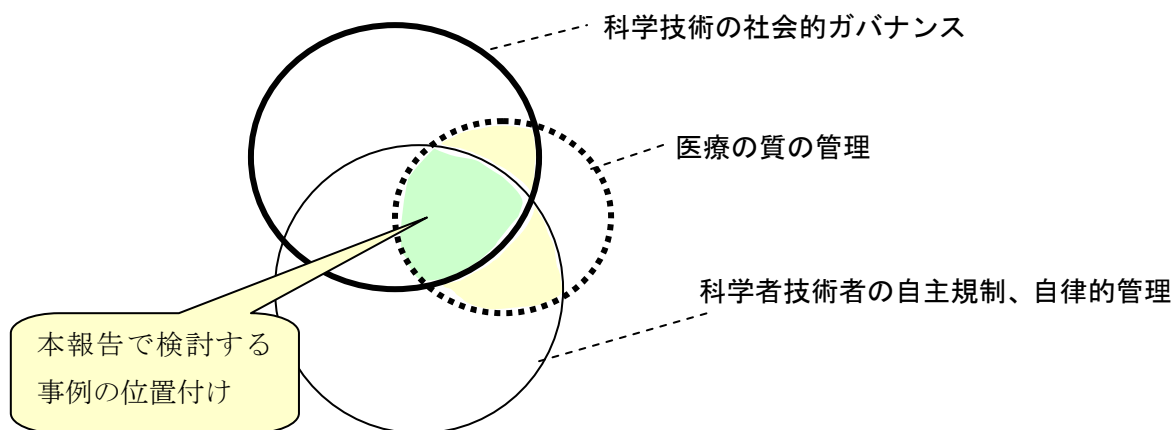 科学技術の社会的ガバナンス
医療の質の管理
科学者技術者の自主規制、自律的管理
本報告で検討する
事例の位置付け